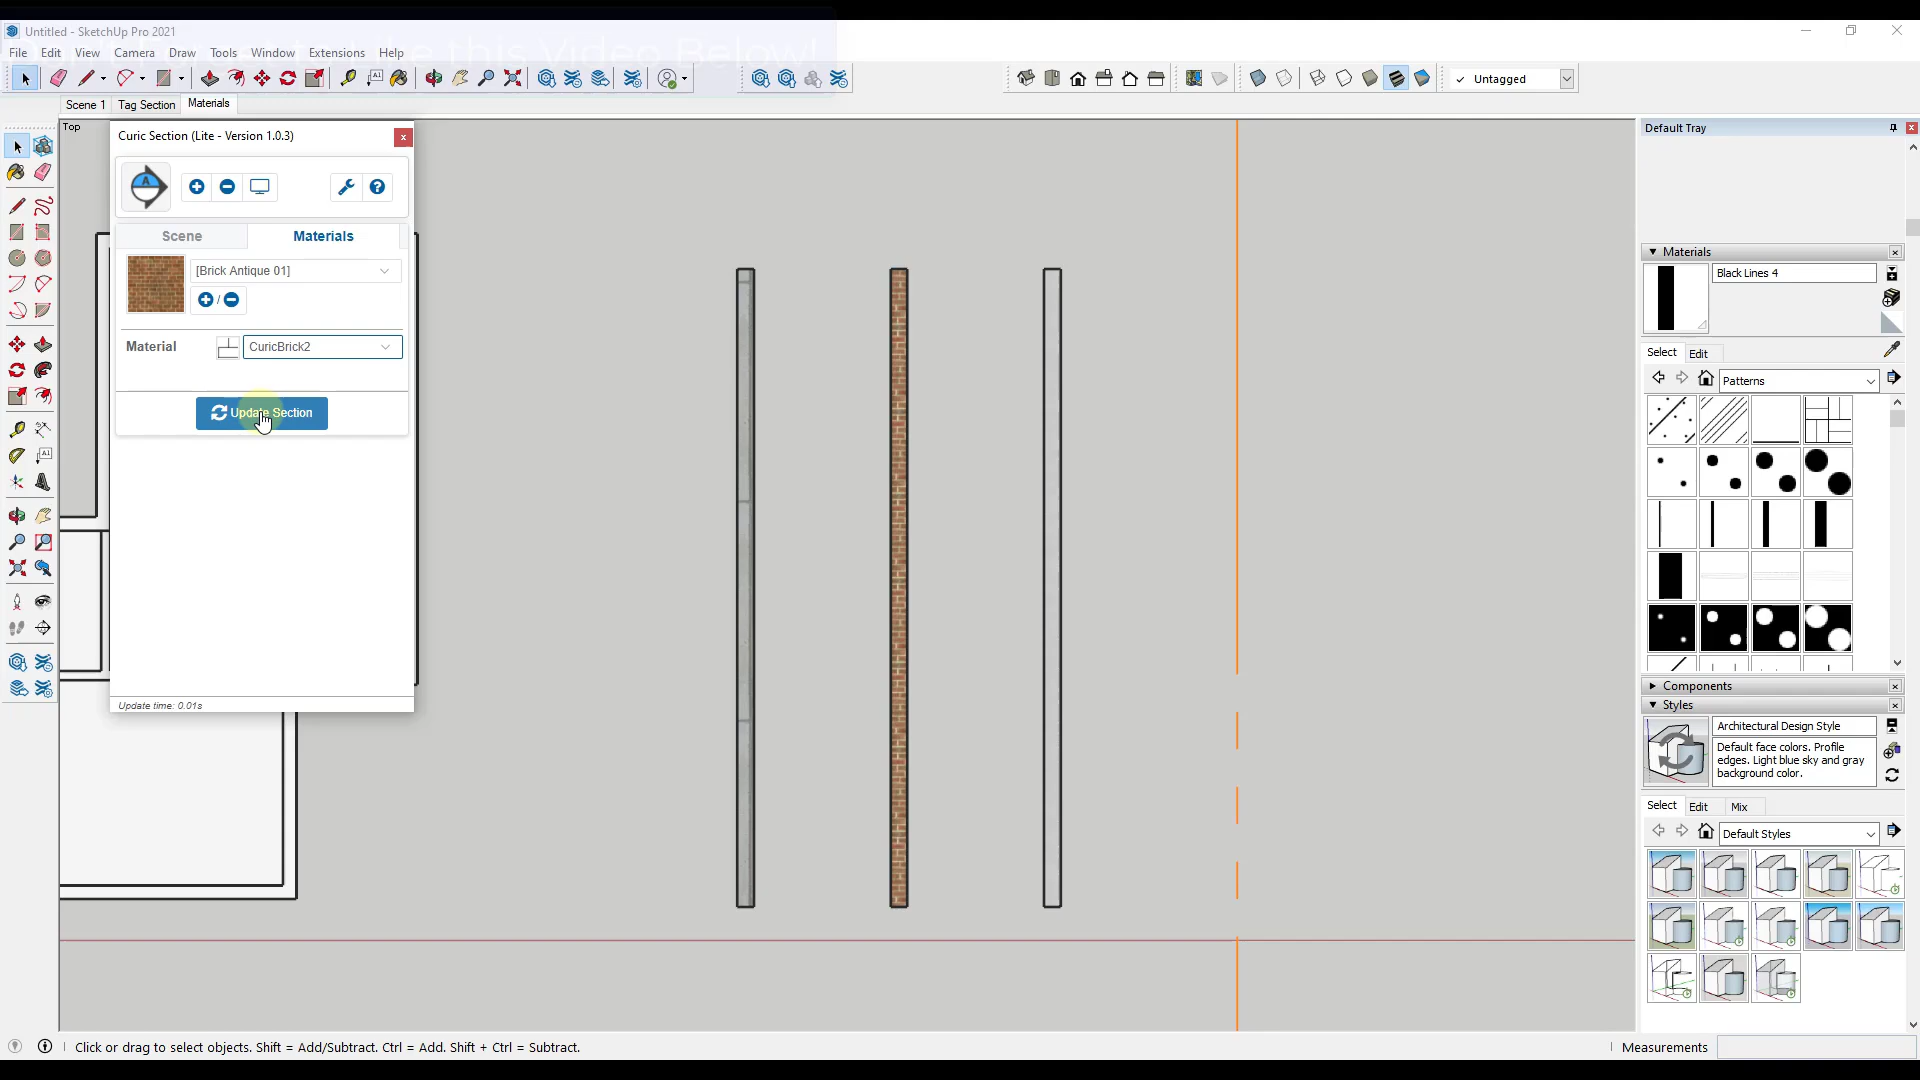 this Video Below!
Untitled - SketchUp Pro 2021
File Edit View Camera Draw Tools Window Extensions Help
Untagged
Scene 1 Tag Section Materials
Top
Curic Section (Lite - Version 1.0.3)
Default Tray
A
Scene Materials
[Brick Antique 01]
/
Material CuricBrick2
Update Section
Update time: 0.01s
Materials
Black Lines 4
Select Edit
Patterns
Components
Styles
Architectural Design Style
Default face colors. Profile
edges. Light blue sky and gray
background color.
Select Edit Mix
Default Styles
Click or drag to select objects. Shift = Add/Subtract. Ctrl = Add. Shift + Ctrl = Subtract.
Measurements